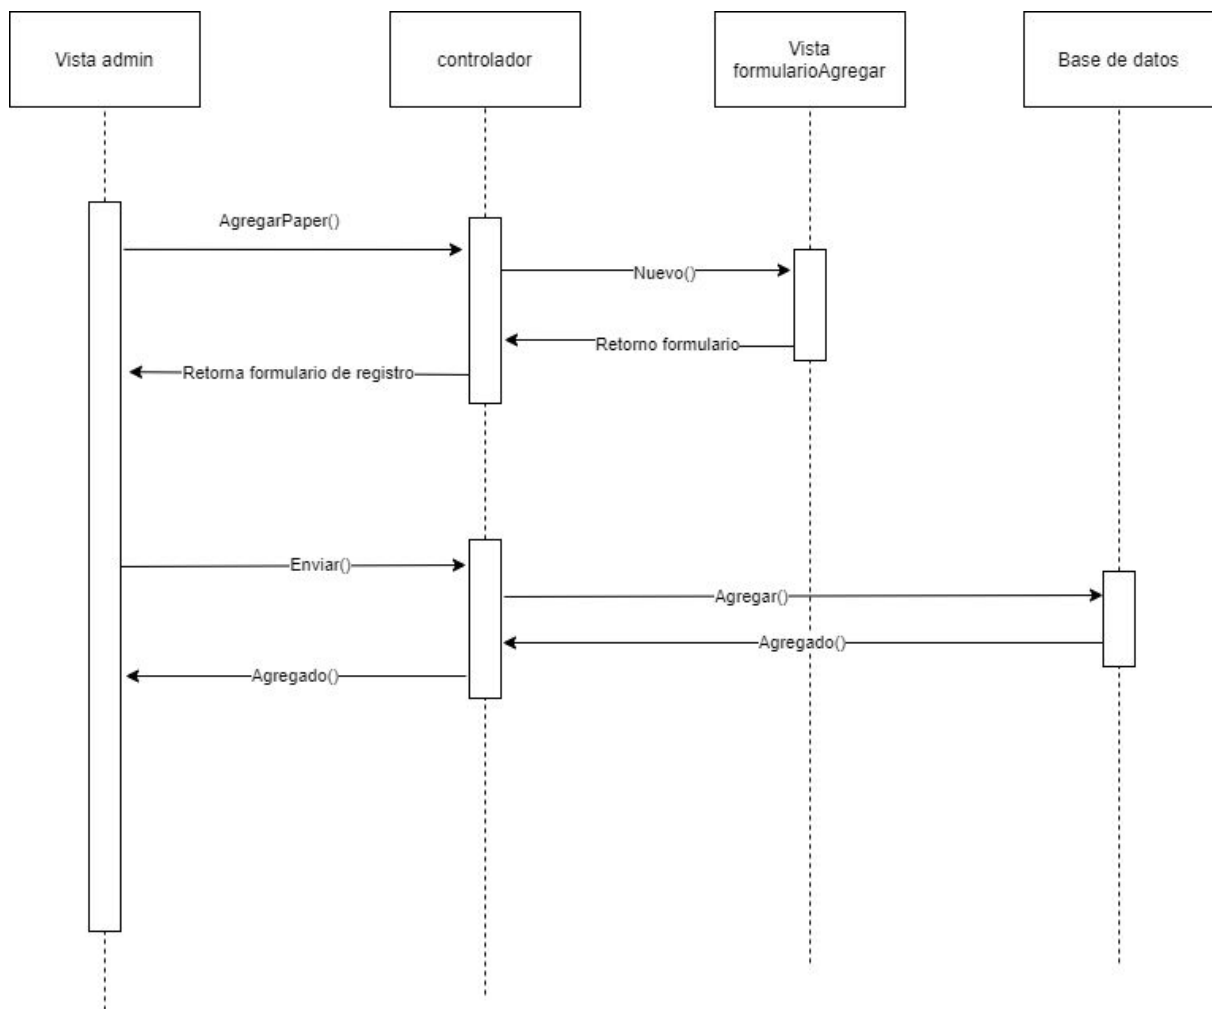 Vista admin
controlador
Vista
formularioAgregar
Base de datos
AgregarPaper()
Nuevo()
Retorno formulario
Retorna formulario de registro
Enviar()
Agregar()
Agregado()
Agregado()